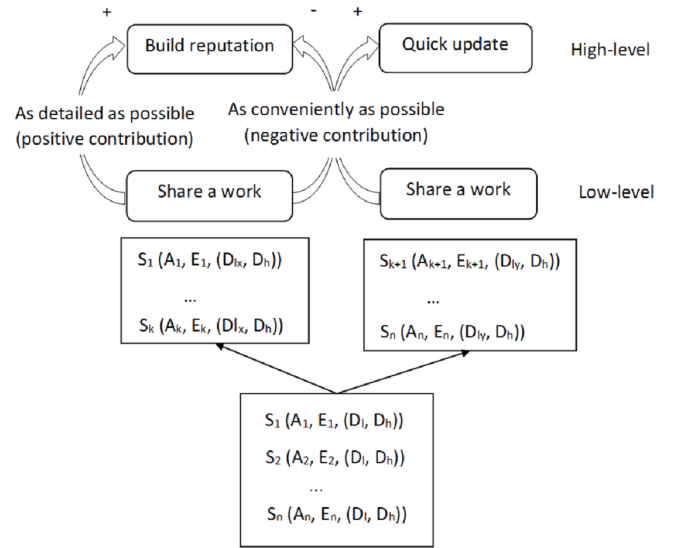 + - +
Build reputation Quick update High-level
As detailed as possible
(positive contribution)
As conveniently as possible
(negative contribution)
Share a work Share a work Low-level
S₁ (A₁, E₁, (Dₗₓ, Dₕ))
...
Sₖ (Aₖ, Eₖ, (Dlₓ, Dₕ))
Sₖ₊₁ (Aₖ₊₁, Eₖ₊₁, (Dₗᵧ, Dₕ))
...
Sₙ (Aₙ, Eₙ, (Dₗᵧ, Dₕ))
S₁ (A₁, E₁, (Dₗ, Dₕ))
S₂ (A₂, E₂, (Dₗ, Dₕ))
...
Sₙ (Aₙ, Eₙ, (Dₗ, Dₕ))